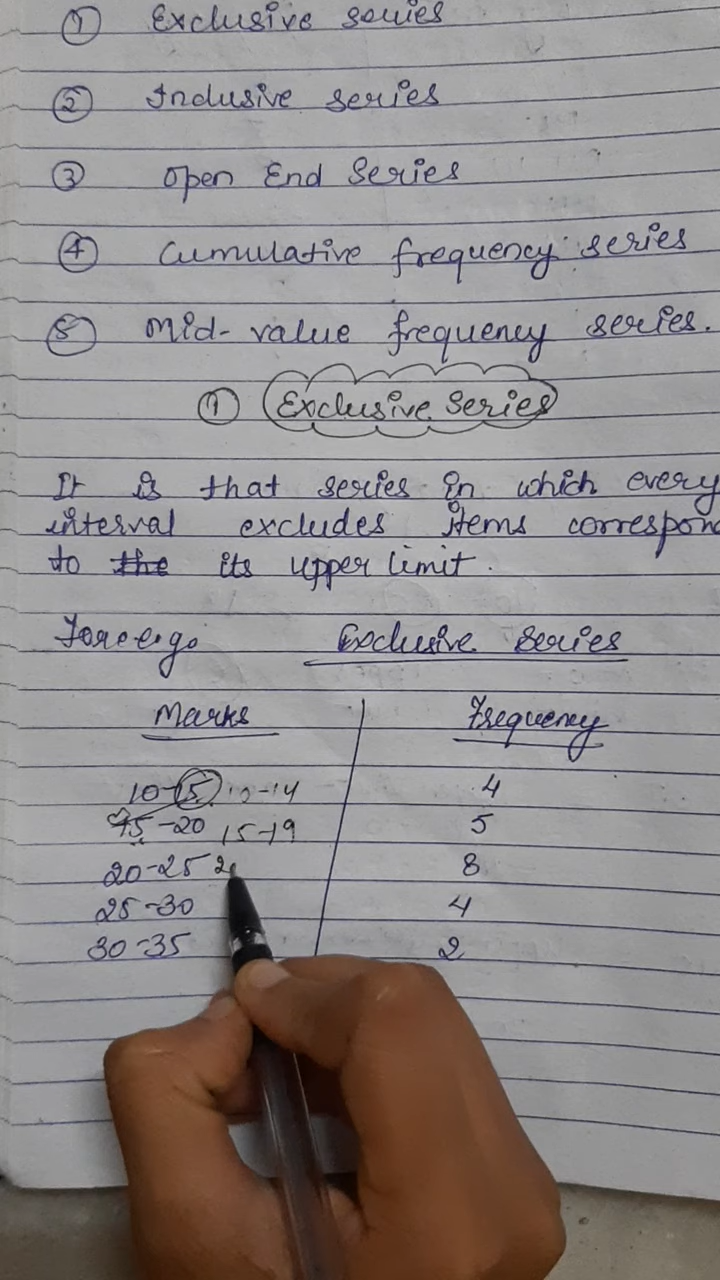 ① Exclusive series
② Inclusive series
③ Open End Series
④ Cumulative frequency series
⑤ Mid-value frequency series.
① Exclusive Series
It is that series in which every
interval excludes items correspon
to the its upper limit.
Exclusive series
Marks Frequency
10-15 10-14 4
15-20 15-19 5
20-25 2 8
25-30 4
30-35 2